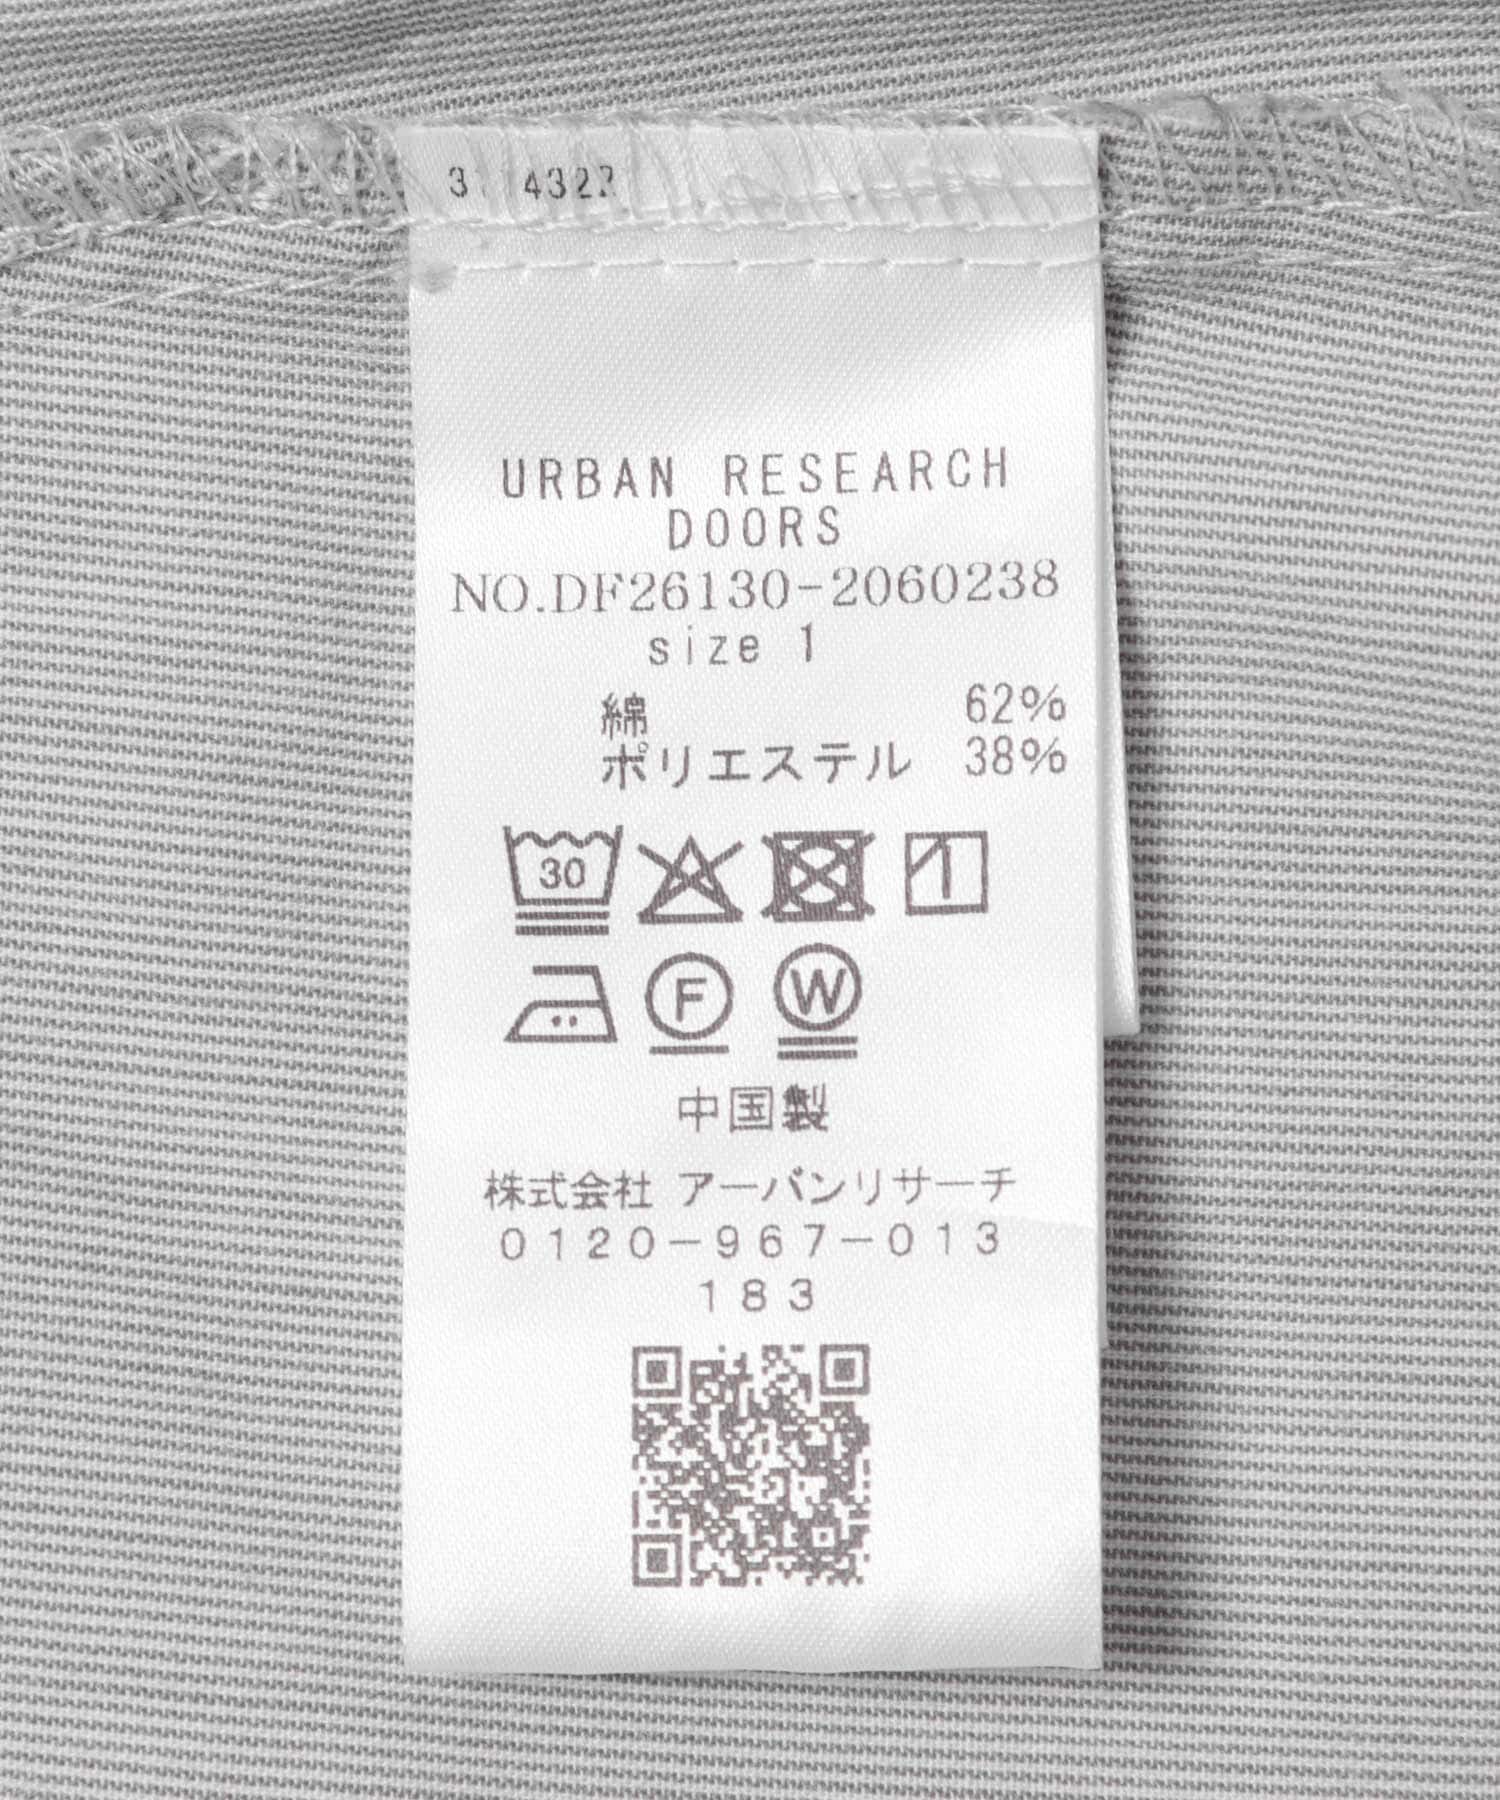 URBAN RESEARCH
DOORS
NO.DF26130-2060238
size 1
綿 62%
ポリエステル 38%
30
F W
中国製
株式会社 アーバンリサーチ
0120-967-013
183